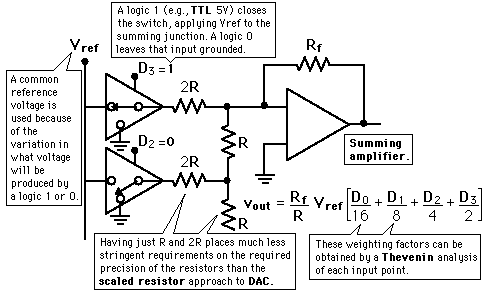 A logic 1 (e.g., TTL 5V) closes
the switch, applying Vref to the
summing junction. A logic 0
leaves that input grounded.
Vref
A common
reference
voltage is
used because
of the
variation in
what voltage
will be
produced by
a logic 1 or 0.
D3 = 1
2R
Rf
R
D2 = 0
2R
Summing
amplifier.
R
Vout = Rf/R Vref [D0/16 + D1/8 + D2/4 + D3/2]
Having just R and 2R places much less
stringent requirements on the required
precision of the resistors than the
scaled resistor approach to DAC.
These weighting factors can be
obtained by a Thevenin analysis
of each input point.